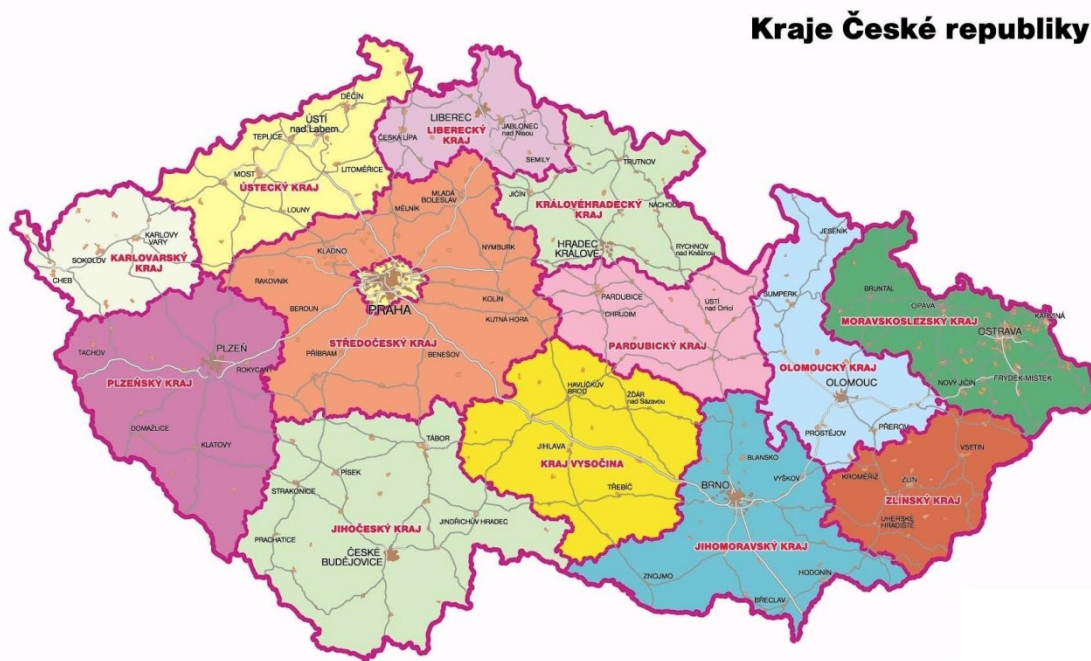 Kraje České republiky
DĚČÍN
ÚSTÍ
nad Labem
TEPLICE
MOST
LITOMĚŘICE
ÚSTECKÝ KRAJ
LOUNY
LIBEREC
LIBERECKÝ
KRAJ
JABLONEC
nad Nisou
ČESKÁ LÍPA
SEMILY
TRUTNOV
JIČÍN
KRÁLOVÉHRADECKÝ
KRAJ
NÁCHOD
HRADEC
KRÁLOVÉ
RYCHNOV
nad Kněžnou
KARLOVY
VARY
SOKOLOV
KARLOVARSKÝ
KRAJ
CHEB
MLADÁ
BOLESLAV
MĚLNÍK
KLADNO
NYMBURK
RAKOVNÍK
BEROUN
PRAHA
KOLÍN
KUTNÁ HORA
STŘEDOČESKÝ KRAJ
PŘÍBRAM
BENEŠOV
PLZEŇ
TACHOV
ROKYCANY
PLZEŇSKÝ KRAJ
DOMAŽLICE
KLATOVY
PARDUBICE
CHRUDIM
ÚSTÍ
nad Orlicí
PARDUBICKÝ KRAJ
JESENÍK
ŠUMPERK
OLOMOUCKÝ KRAJ
OLOMOUC
PROSTĚJOV
PŘEROV
BRUNTÁL
OPAVA
KARVINÁ
MORAVSKOSLEZSKÝ KRAJ
OSTRAVA
NOVÝ JIČÍN
FRÝDEK-MÍSTEK
HAVLÍČKŮV
BROD
ŽĎÁR
nad Sázavou
JIHLAVA
KRAJ VYSOČINA
TŘEBÍČ
TÁBOR
PÍSEK
STRAKONICE
JIHOČESKÝ KRAJ
JINDŘICHŮV HRADEC
PRACHATICE
ČESKÉ
BUDĚJOVICE
BLANSKO
BRNO
VYŠKOV
JIHOMORAVSKÝ KRAJ
ZNOJMO
HODONÍN
BŘECLAV
VSETÍN
KROMĚŘÍŽ
ZLÍN
ZLÍNSKÝ KRAJ
UHERSKÉ
HRADIŠTĚ